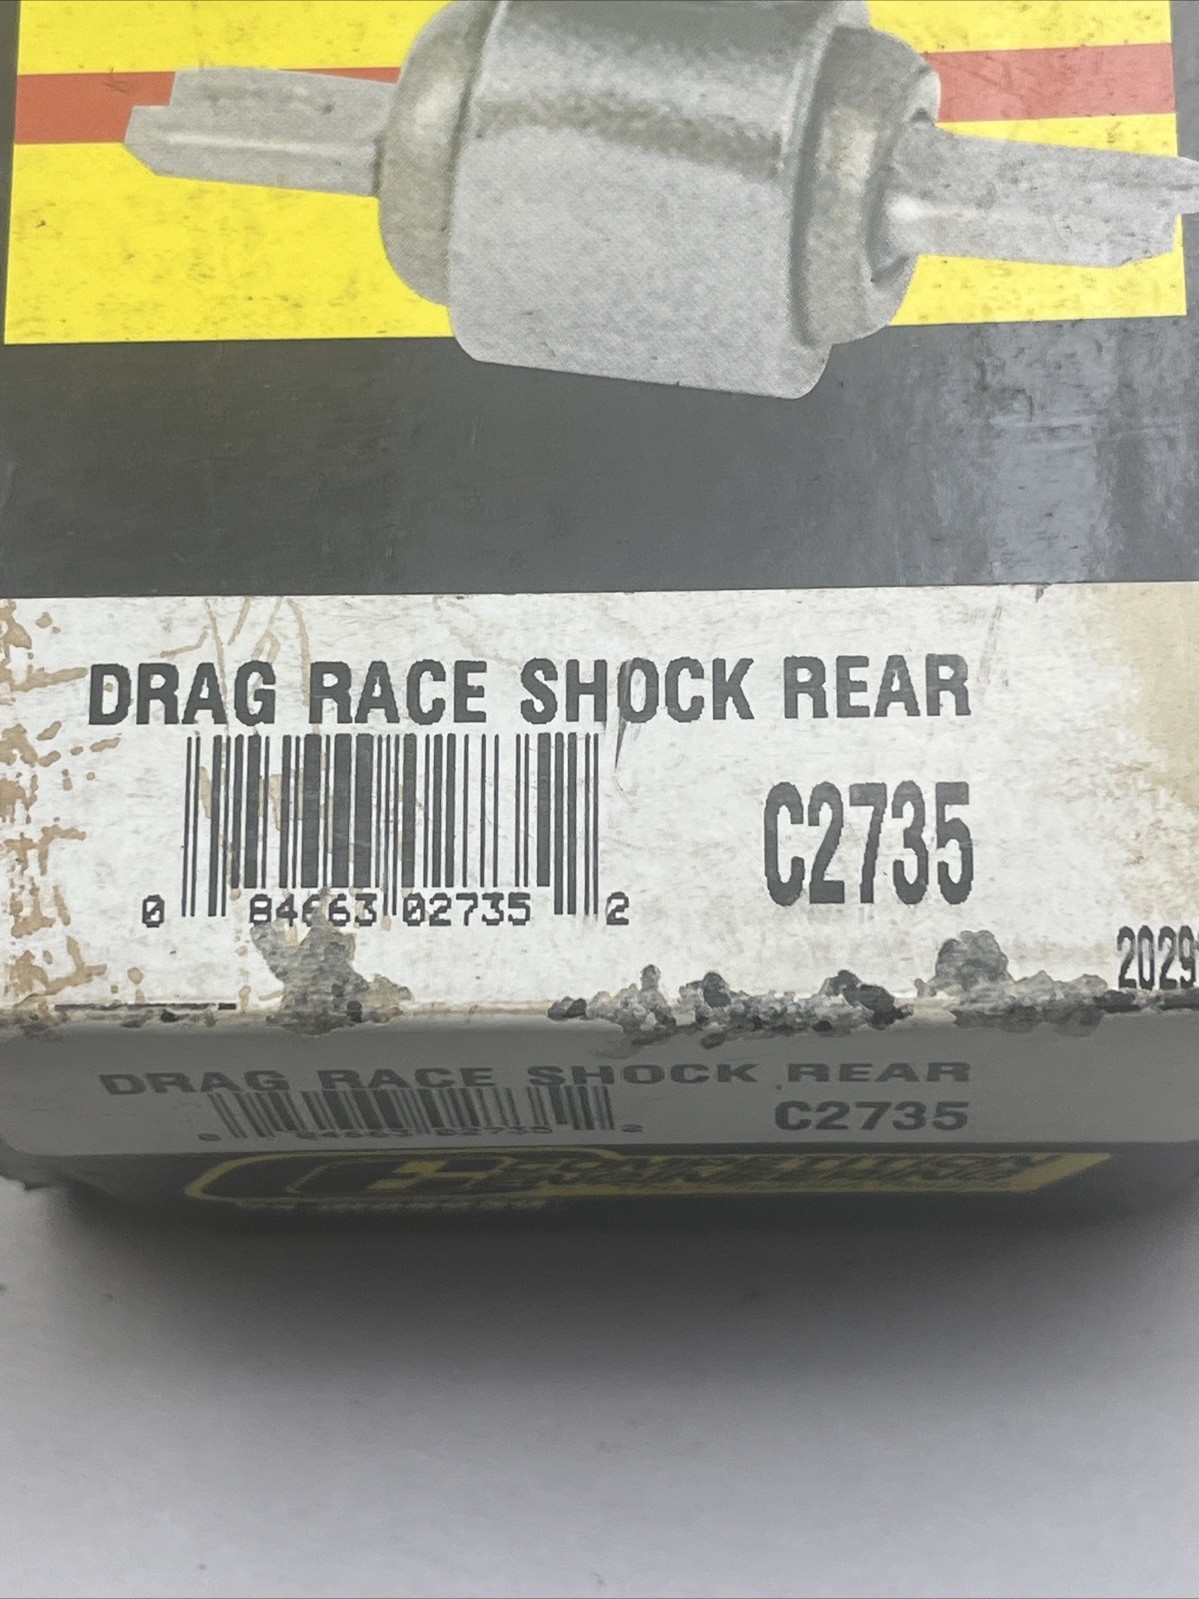 DRAG RACE SHOCK REAR
0 84663 02735 2
C2735
2029
DRAG RACE SHOCK REAR
C2735